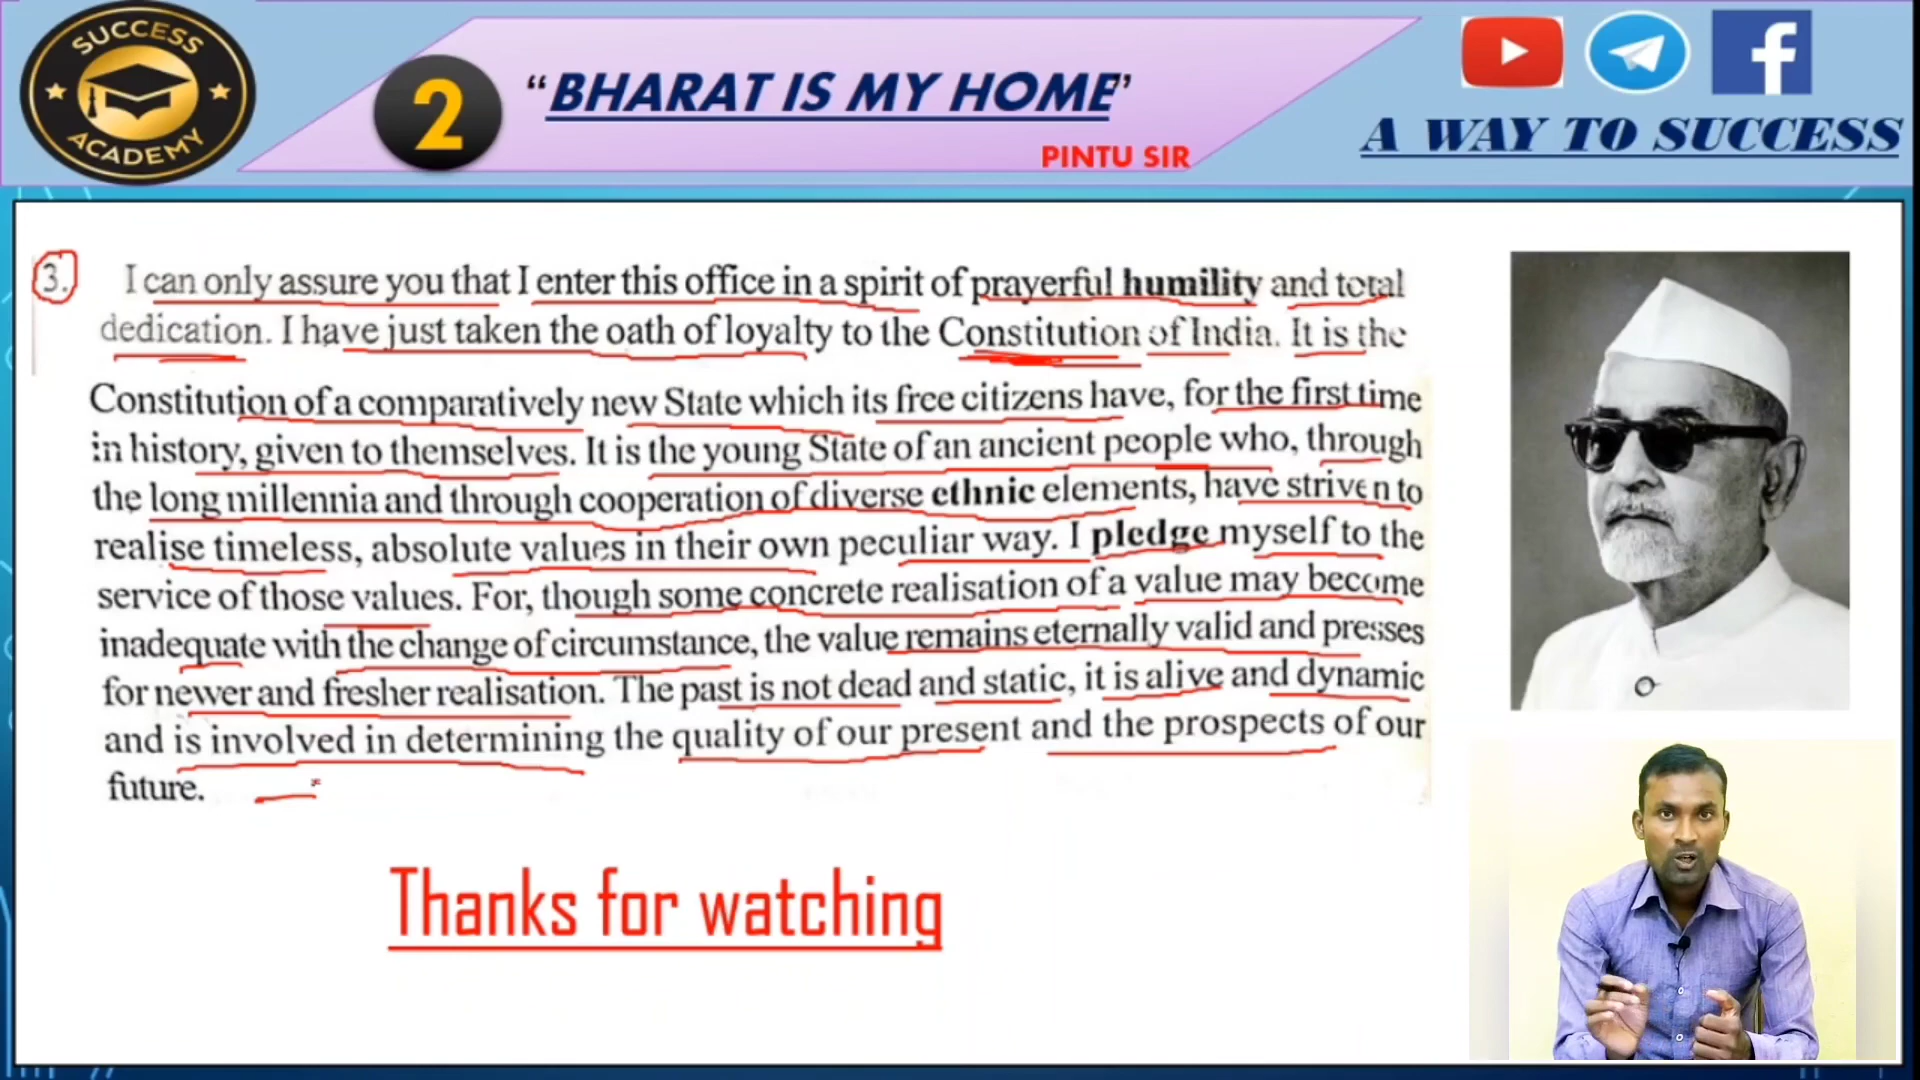 SUCCESS
ACADEMY
2
“BHARAT IS MY HOME”
PINTU SIR
f
A WAY TO SUCCESS
3. I can only assure you that I enter this office in a spirit of prayerful humility and total
dedication. I have just taken the oath of loyalty to the Constitution of India. It is the
Constitution of a comparatively new State which its free citizens have, for the first time
in history, given to themselves. It is the young State of an ancient people who, through
the long millennia and through cooperation of diverse ethnic elements, have striven to
realise timeless, absolute values in their own peculiar way. I pledge myself to the
service of those values. For, though some concrete realisation of a value may become
inadequate with the change of circumstance, the value remains eternally valid and presses
for newer and fresher realisation. The past is not dead and static, it is alive and dynamic
and is involved in determining the quality of our present and the prospects of our
future.
Thanks for watching